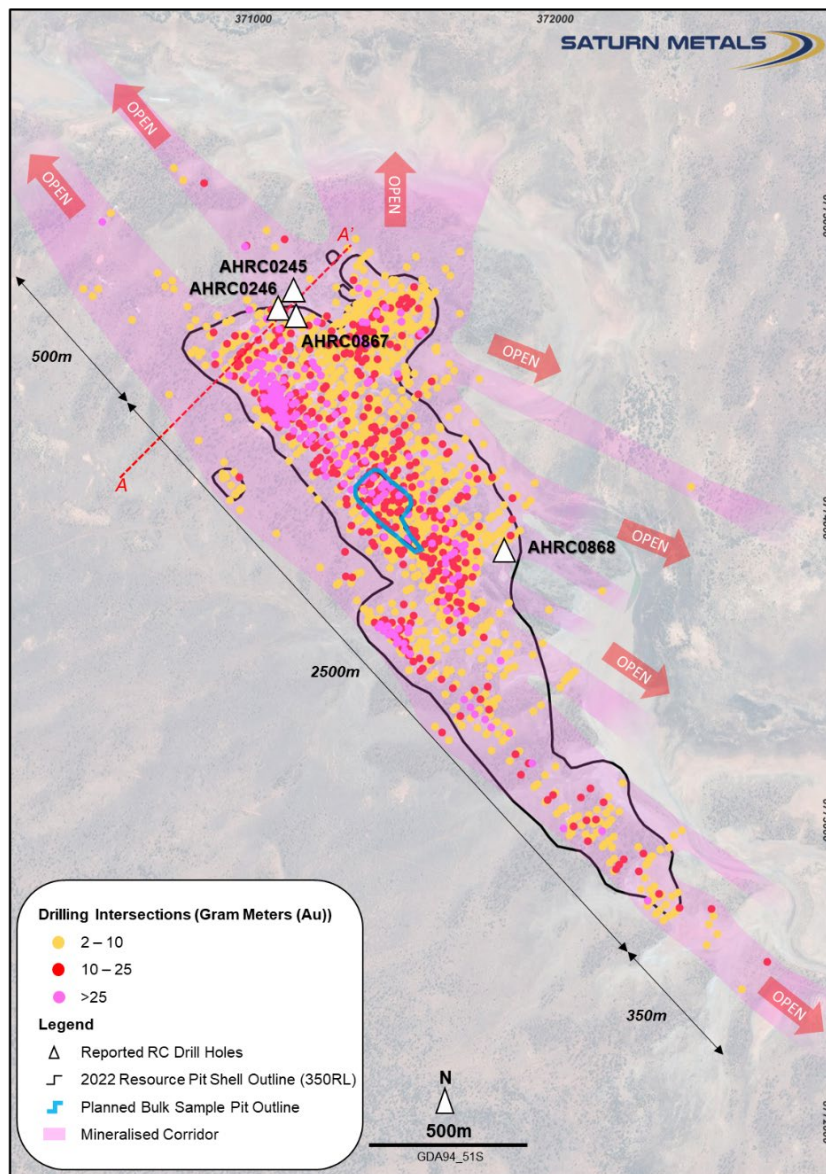 371000
372000
SATURN METALS
OPEN
OPEN
OPEN
A'
AHRC0245
AHRC0246
AHRC0867
500m
OPEN
A
OPEN
AHRC0868
OPEN
2500m
350m
OPEN
Drilling Intersections (Gram Meters (Au))
2 – 10
10 – 25
>25
Legend
Reported RC Drill Holes
2022 Resource Pit Shell Outline (350RL)
Planned Bulk Sample Pit Outline
Mineralised Corridor
N
500m
GDA94_51S